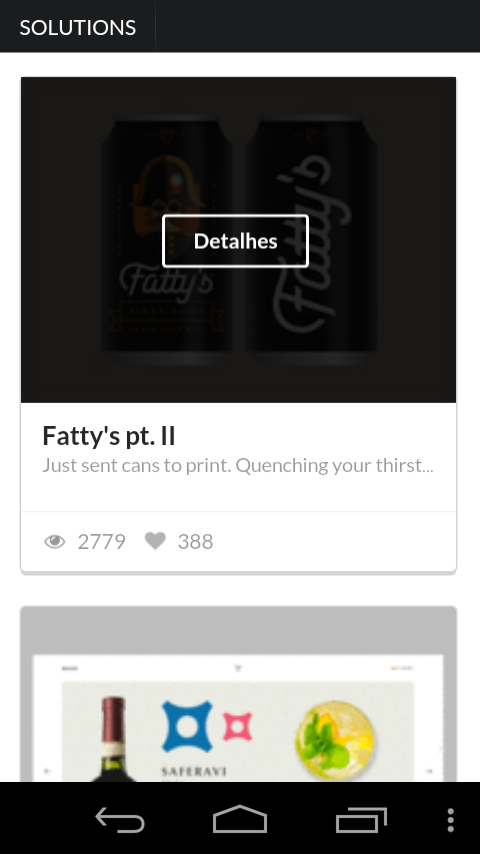 SOLUTIONS
Fatty's
Fatty's
Detalhes
Fatty's pt. II
Just sent cans to print. Quenching your thirst...
2779 388
SAFERAVI